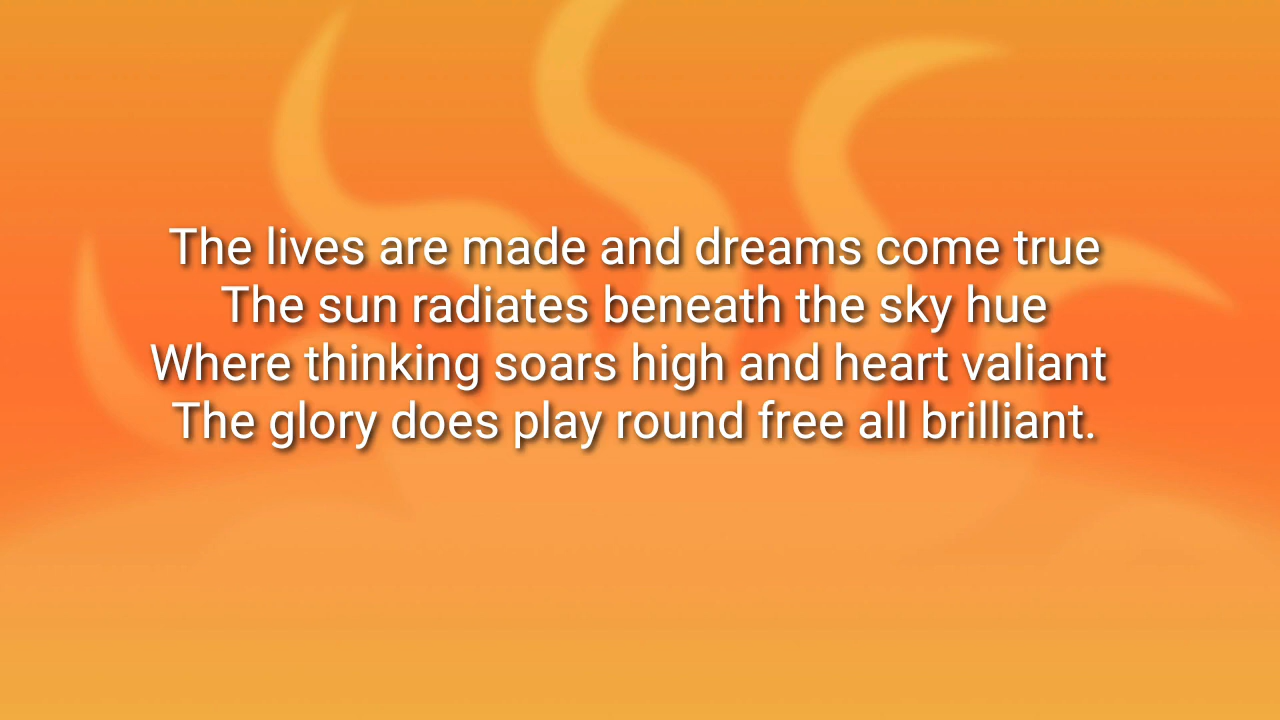 The lives are made and dreams come true
The sun radiates beneath the sky hue
Where thinking soars high and heart valiant
The glory does play round free all brilliant.